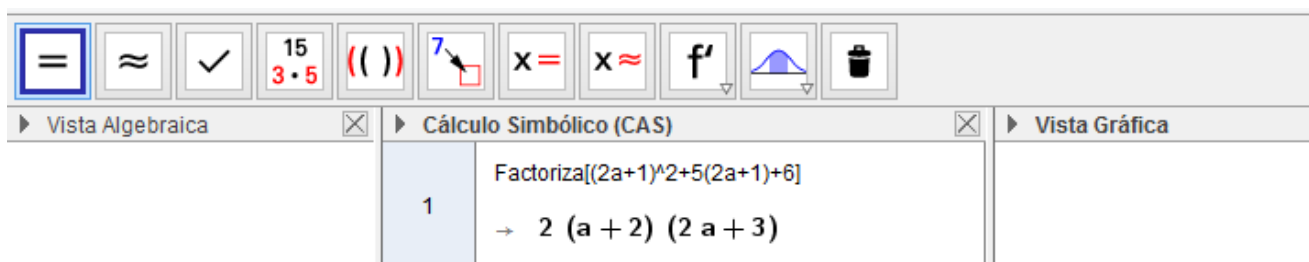 = ≈ ✓ 15 3·5 (( )) 7 x= x≈ f′
Vista Algebraica
Cálculo Simbólico (CAS)
Vista Gráfica
Factoriza[(2a+1)^2+5(2a+1)+6]
1
→ 2 (a + 2) (2 a + 3)